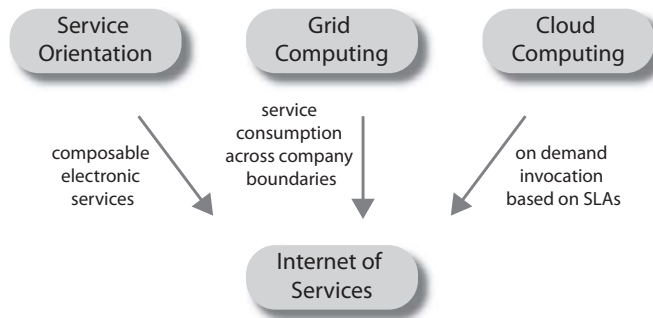 Service
Orientation
Grid
Computing
Cloud
Computing
composable
electronic
services
service
consumption
across company
boundaries
on demand
invocation
based on SLAs
Internet of
Services